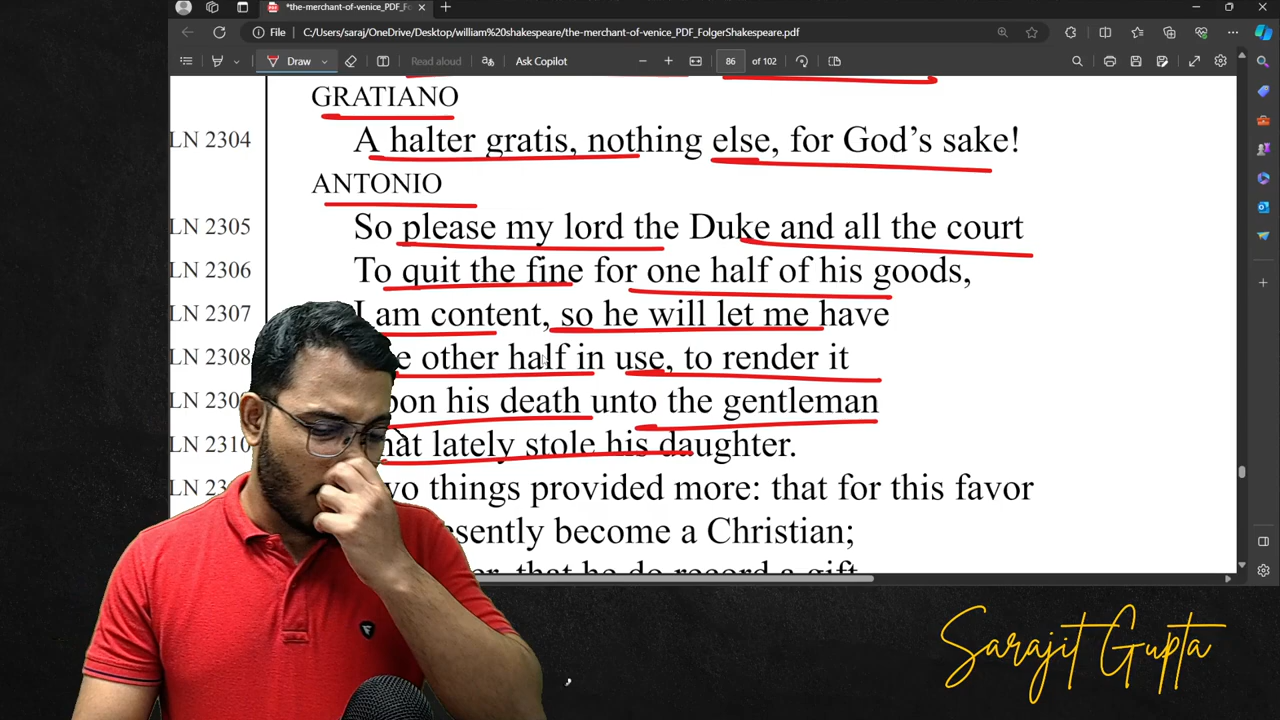 *the-merchant-of-venice_PDF_Fo
File C:/Users/saraj/OneDrive/Desktop/william%20shakespeare/the-merchant-of-venice_PDF_FolgerShakespeare.pdf
Draw Read aloud Ask Copilot 86 of 102
GRATIANO
LN 2304 A halter gratis, nothing else, for God's sake!
ANTONIO
LN 2305 So please my lord the Duke and all the court
LN 2306 To quit the fine for one half of his goods,
LN 2307 I am content, so he will let me have
LN 2308 other half in use, to render it
LN 230 his death unto the gentleman
LN 2310 lately stole his daughter.
LN 23 things provided more: that for this favor
become a Christian;
that he do record a gift
Sarajit Gupta